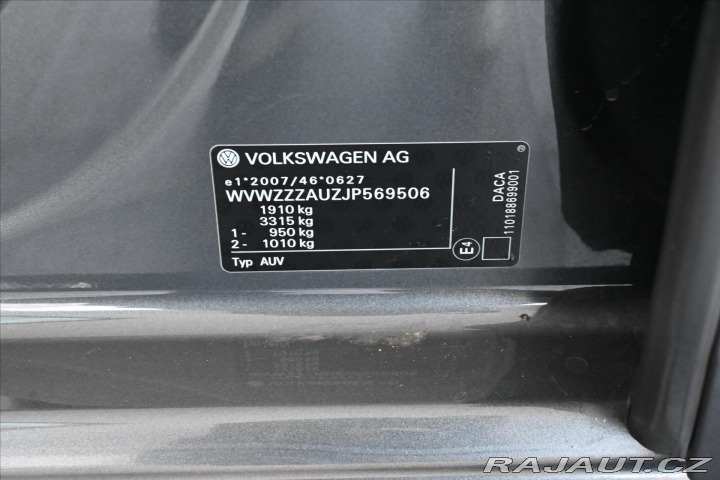 VOLKSWAGEN AG
e1*2007/46*0627
WVWZZZAUZJP569506
1910 kg
3315 kg
1- 950 kg
2- 1010 kg
Typ AUV
DACA
110188699001
E4
RAJAUT.CZ